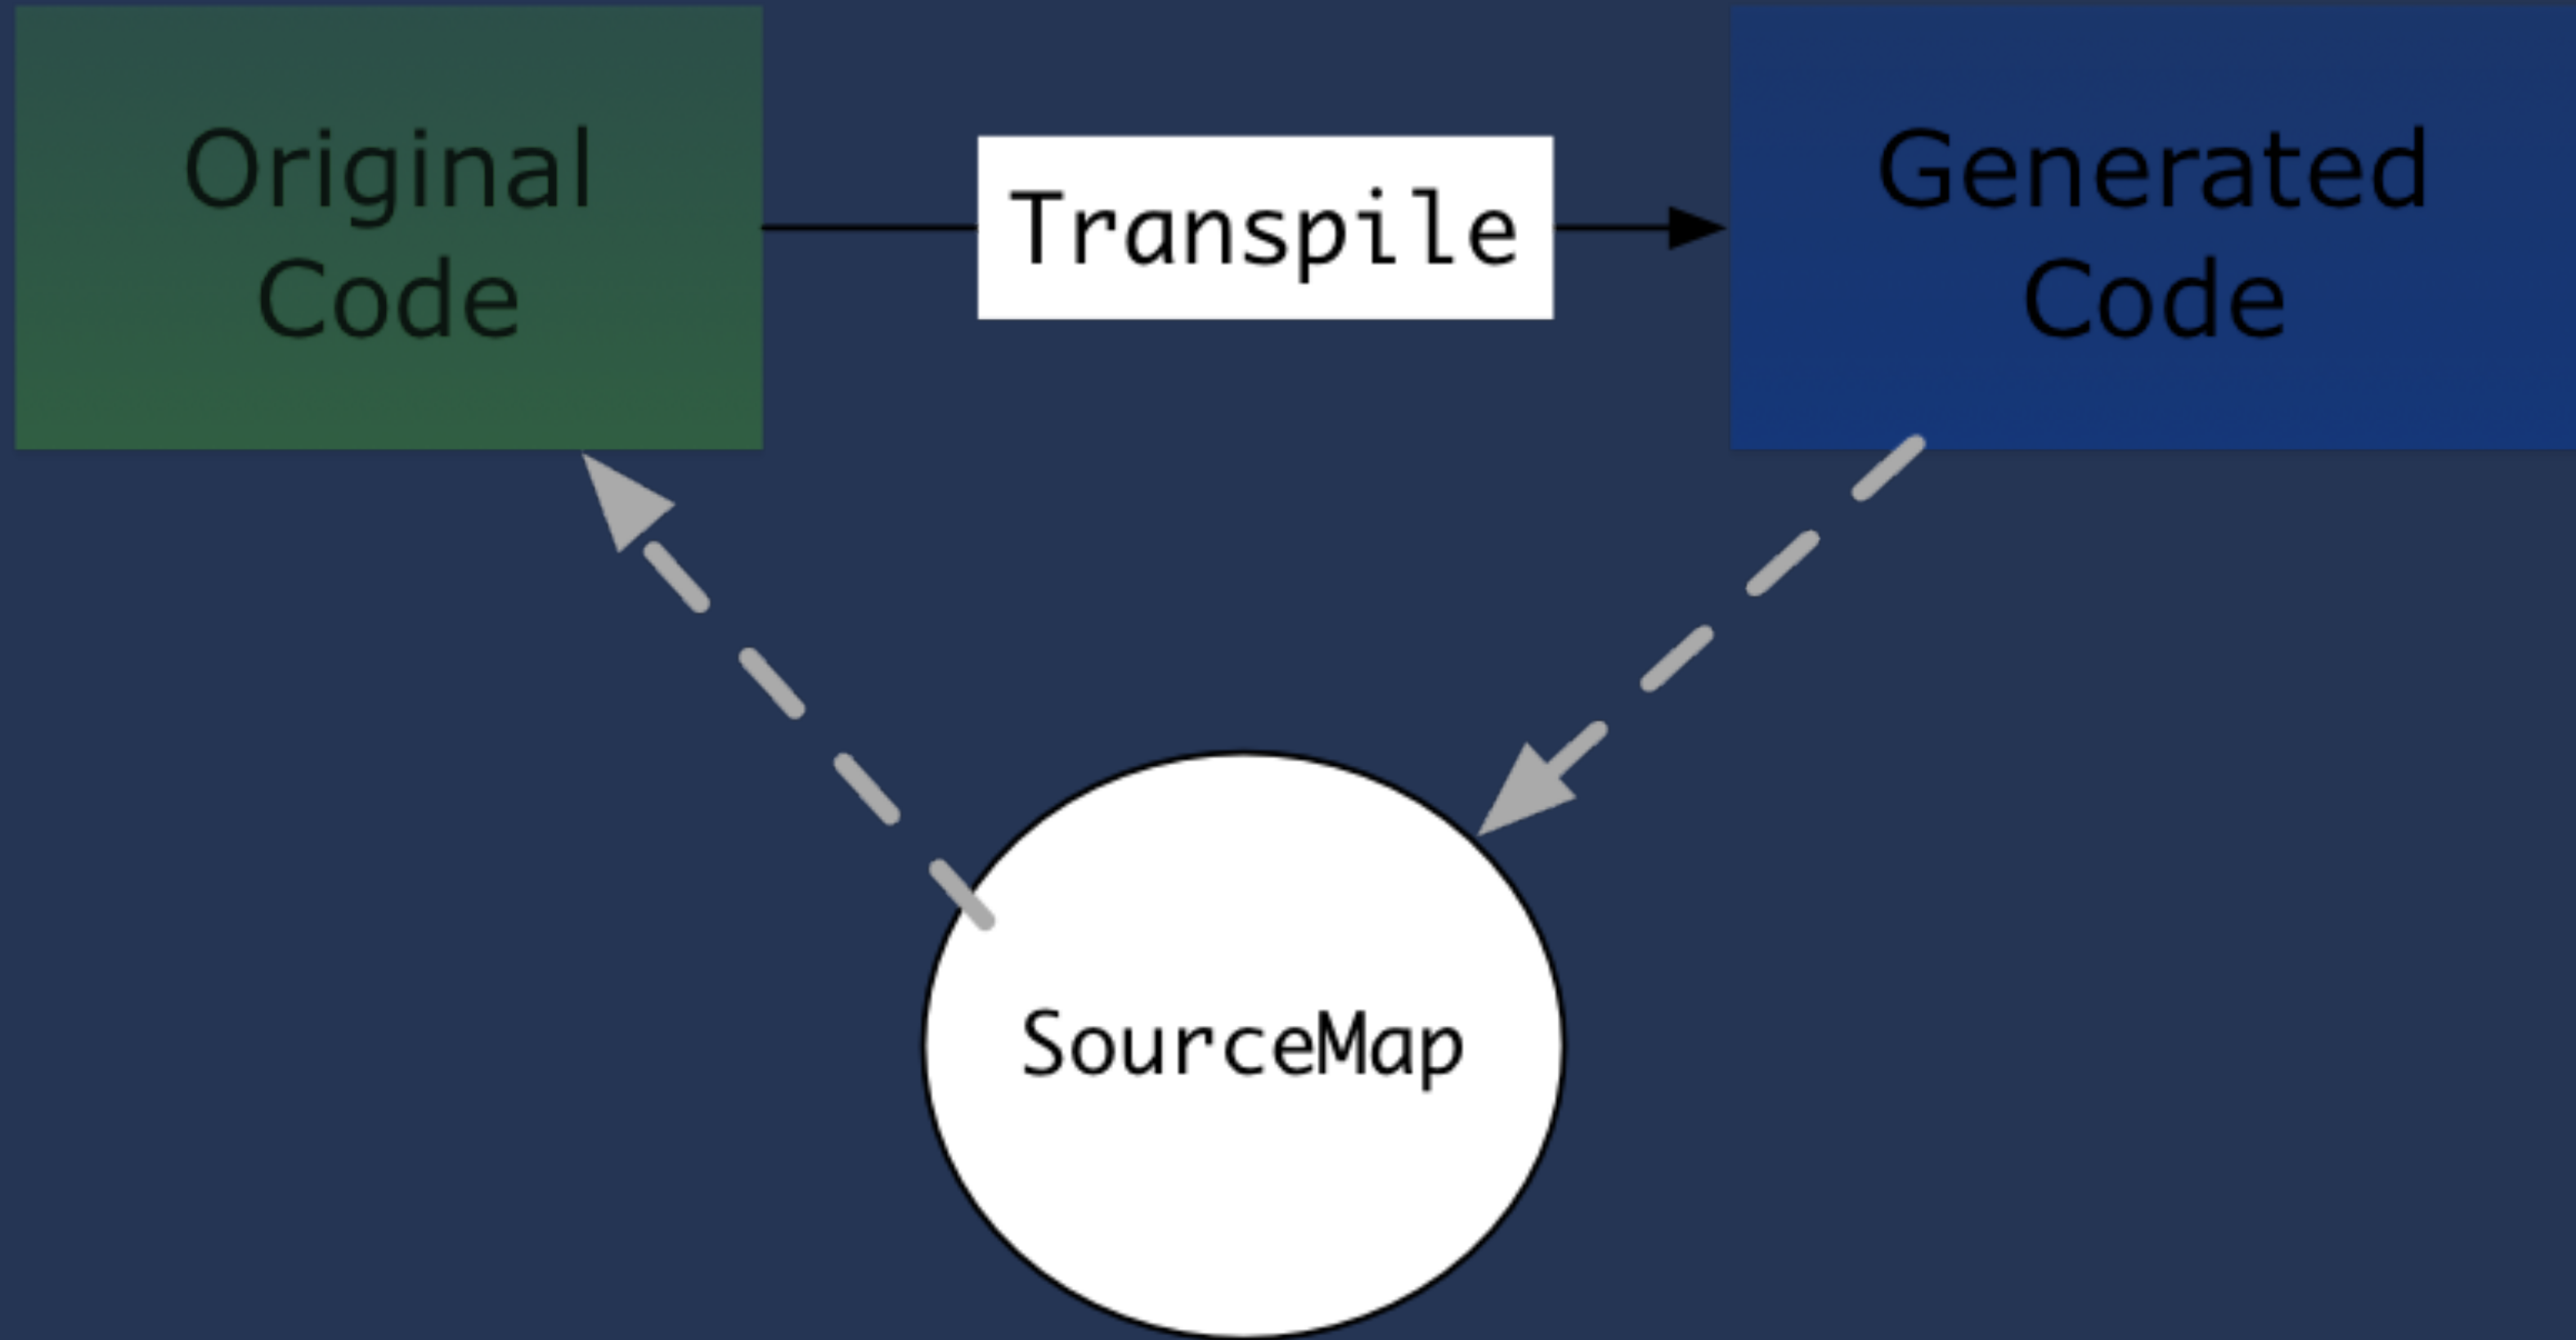 Original
Code
Transpile
Generated
Code
SourceMap